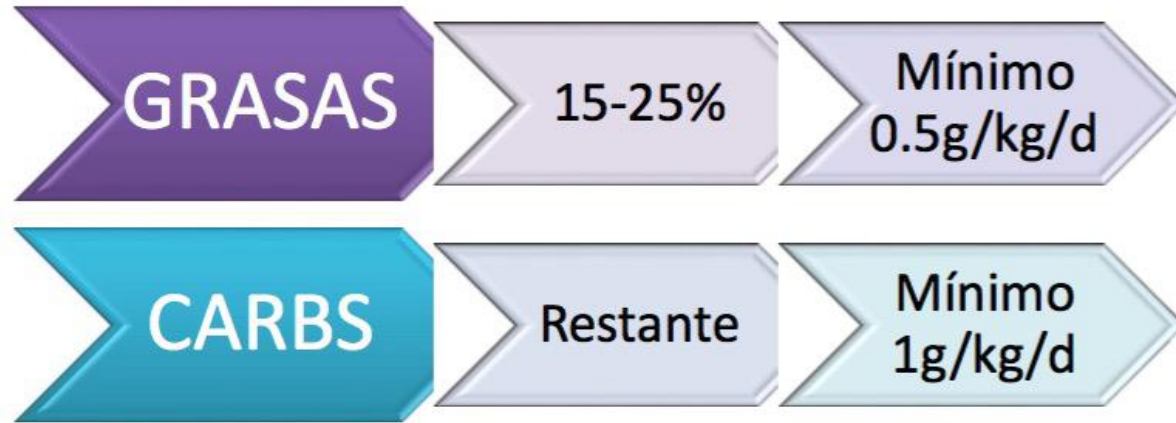 GRASAS
15-25%
Mínimo
0.5g/kg/d
CARBS
Restante
Mínimo
1g/kg/d